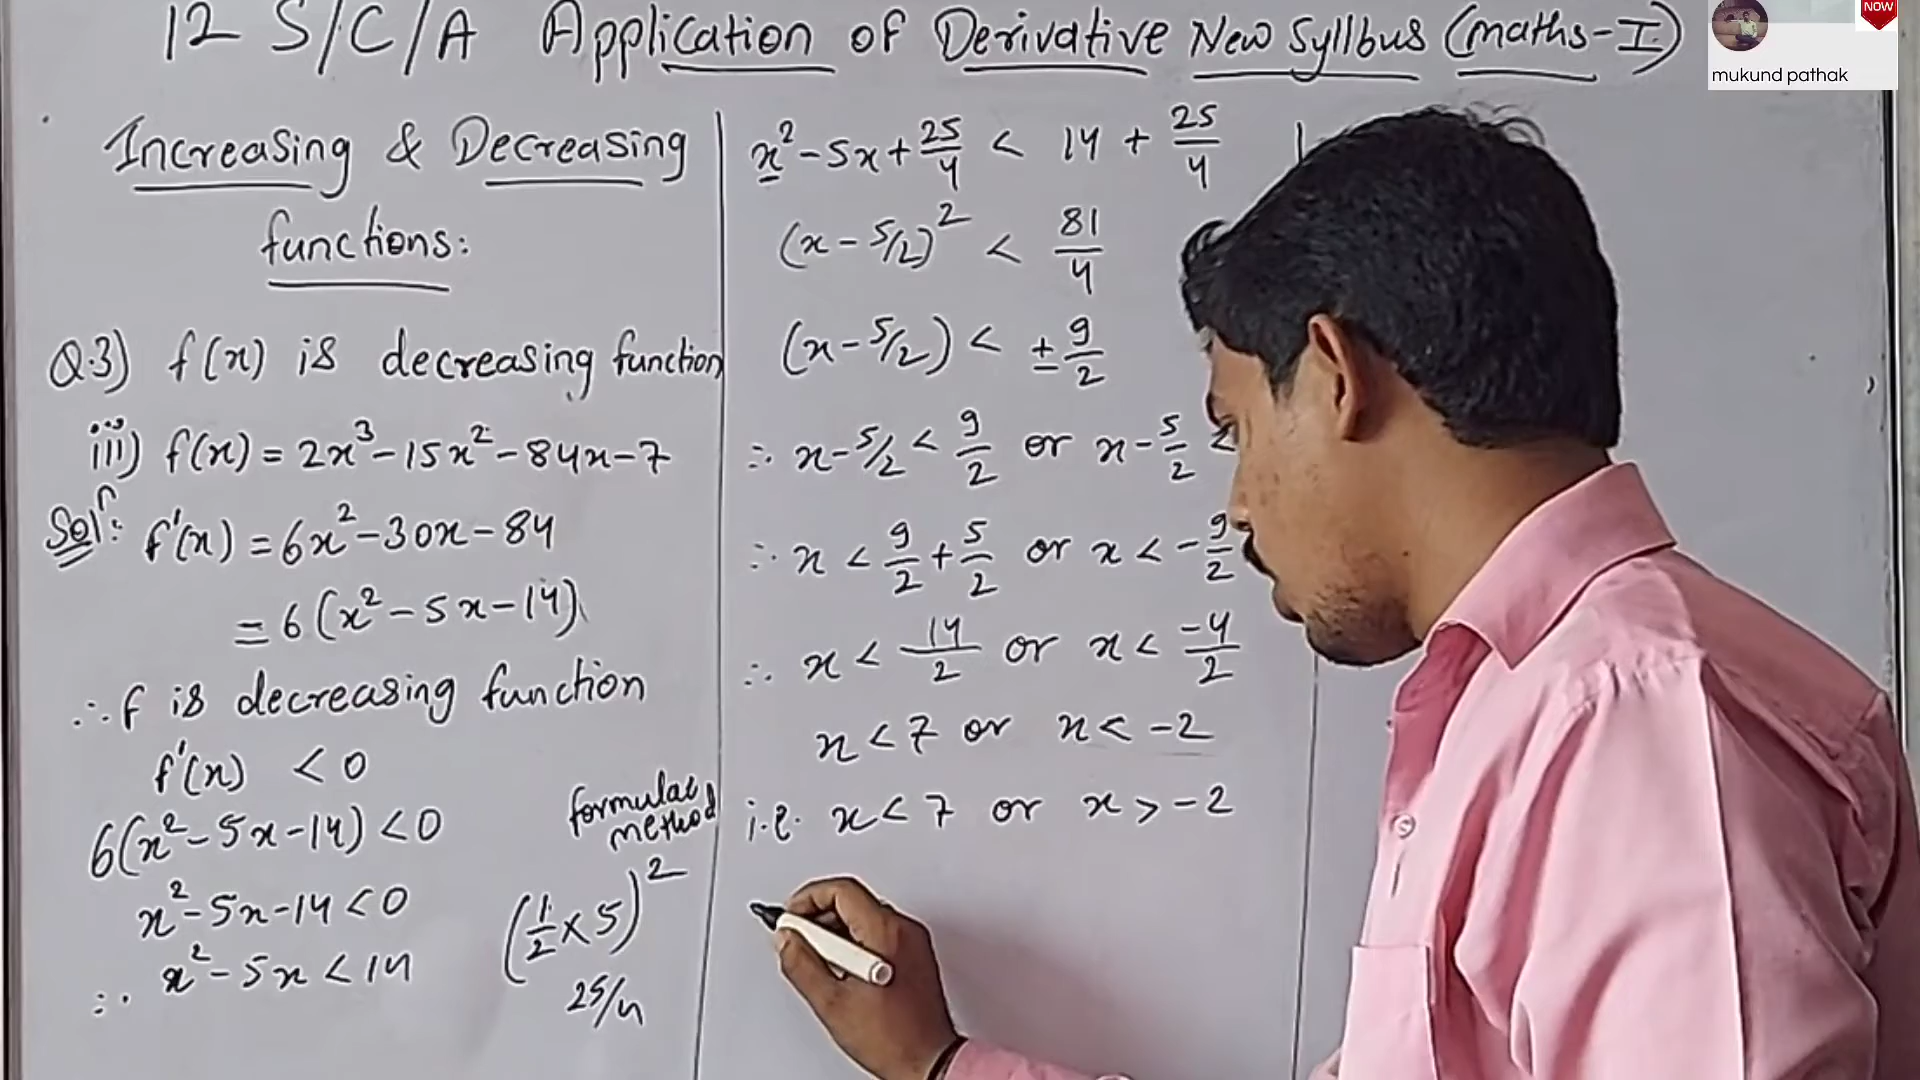 12 S/C/A Application of Derivative New Syllbus (maths-I)
NOW
mukund pathak
Increasing & Decreasing
functions:
Q.3) f(x) is decreasing function
iii) f(x) = 2x³-15x²-84x-7
Solⁿ: f'(x) = 6x²-30x-84
= 6(x²-5x-14)
∴ f is decreasing function
f'(x) < 0
6(x²-5x-14) < 0
x²-5x-14 < 0
∴ x²-5x < 14
formulae
method
(1/2 × 5)²
25/4
x²-5x+25/4 < 14 + 25/4
(x-5/2)² < 81/4
(x-5/2) < ± 9/2
∴ x-5/2 < 9/2 or x-5/2 <
∴ x < 9/2 + 5/2 or x < -9/2
∴ x < 14/2 or x < -4/2
x < 7 or x < -2
i.e. x < 7 or x > -2